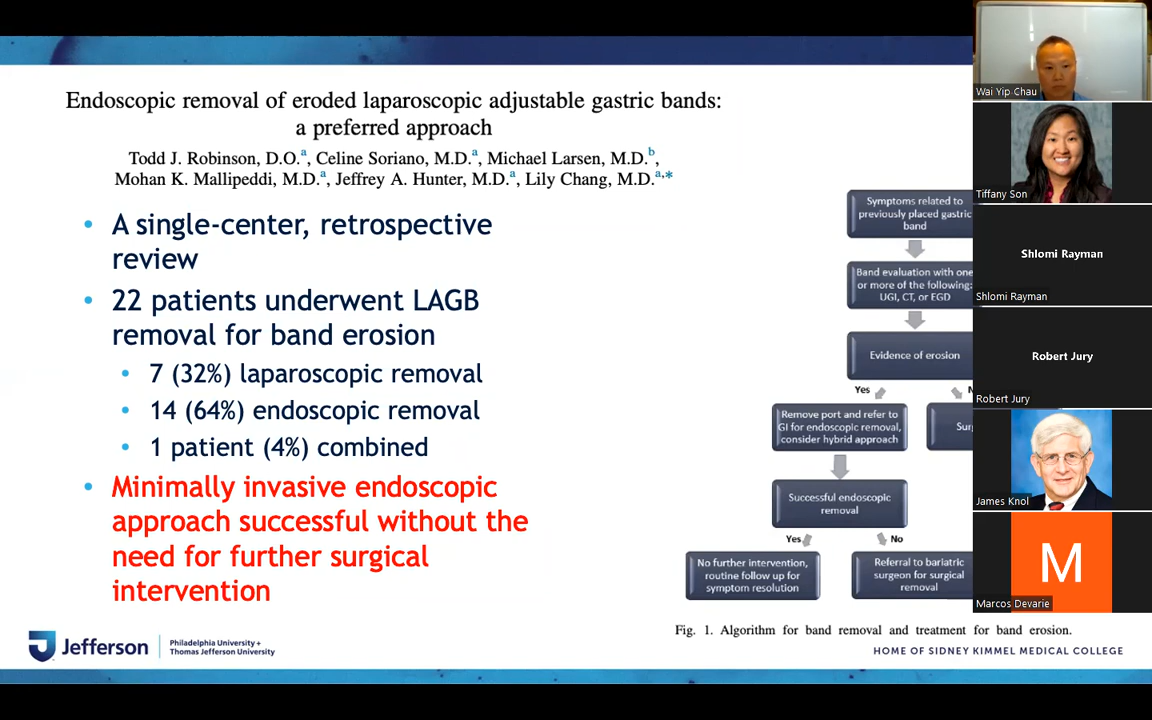 Endoscopic removal of eroded laparoscopic adjustable gastric bands:
a preferred approach
Todd J. Robinson, D.O.a, Celine Soriano, M.D.a, Michael Larsen, M.D.b,
Mohan K. Mallipeddi, M.D.a, Jeffrey A. Hunter, M.D.a, Lily Chang, M.D.a,*
• A single-center, retrospective
review
• 22 patients underwent LAGB
removal for band erosion
• 7 (32%) laparoscopic removal
• 14 (64%) endoscopic removal
• 1 patient (4%) combined
• Minimally invasive endoscopic
approach successful without the
need for further surgical
intervention
Symptoms related to
previously placed gastric
band
Band evaluation with one
or more of the following:
UGI, CT, or EGD
Evidence of erosion
Yes
Remove port and refer to
GI for endoscopic removal,
consider hybrid approach
Successful endoscopic
removal
Yes
No
No further intervention,
routine follow up for
symptom resolution
Referral to bariatric
surgeon for surgical
removal
Fig. 1. Algorithm for band removal and treatment for band erosion.
Jefferson
Philadelphia University +
Thomas Jefferson University
HOME OF SIDNEY KIMMEL MEDICAL COLLEGE
Wai Yip Chau
Tiffany Son
Shlomi Rayman
Shlomi Rayman
Robert Jury
Robert Jury
James Knol
M
Marcos Devarie